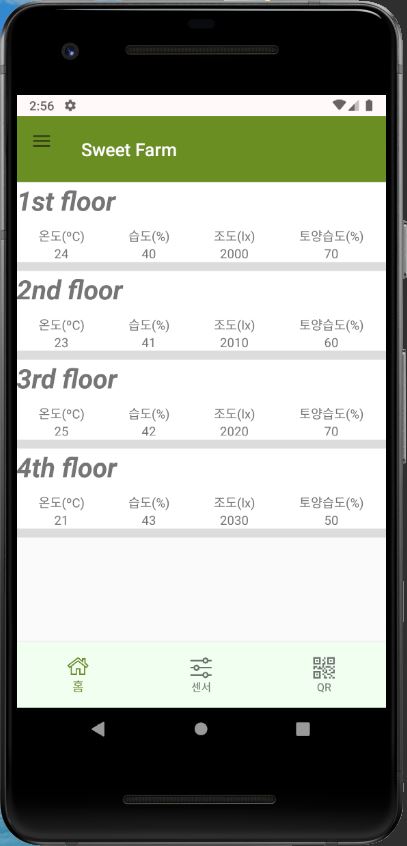 2:56
Sweet Farm
1st floor
온도(ºC) 습도(%) 조도(lx) 토양습도(%)
24 40 2000 70
2nd floor
온도(ºC) 습도(%) 조도(lx) 토양습도(%)
23 41 2010 60
3rd floor
온도(ºC) 습도(%) 조도(lx) 토양습도(%)
25 42 2020 70
4th floor
온도(ºC) 습도(%) 조도(lx) 토양습도(%)
21 43 2030 50
홈 센서 QR